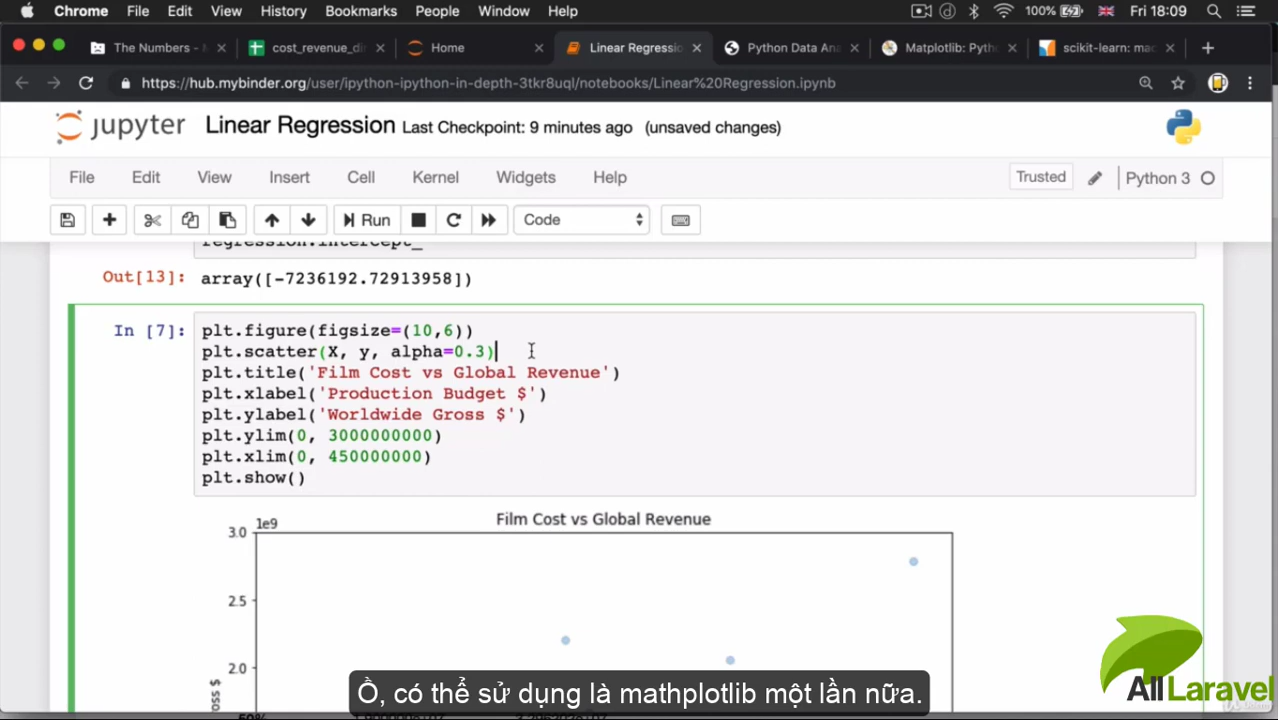 Chrome File Edit View History Bookmarks People Window Help 100% Fri 18:09
The Numbers - M cost_revenue_di Home Linear Regressio Python Data Ana Matplotlib: Pyth scikit-learn: mac
https://hub.mybinder.org/user/ipython-ipython-in-depth-3tkr8uql/notebooks/Linear%20Regression.ipynb
jupyter Linear Regression Last Checkpoint: 9 minutes ago (unsaved changes)
File Edit View Insert Cell Kernel Widgets Help Trusted Python 3
Run Code
regression.intercept_
Out[13]: array([-7236192.72913958])
In [7]: plt.figure(figsize=(10,6))
plt.scatter(X, y, alpha=0.3)
plt.title('Film Cost vs Global Revenue')
plt.xlabel('Production Budget $')
plt.ylabel('Worldwide Gross $')
plt.ylim(0, 3000000000)
plt.xlim(0, 450000000)
plt.show()
Film Cost vs Global Revenue
1e9
3.0
2.5
2.0
ss $
Ồ, có thể sử dụng là mathplotlib một lần nữa.
AllLaravel